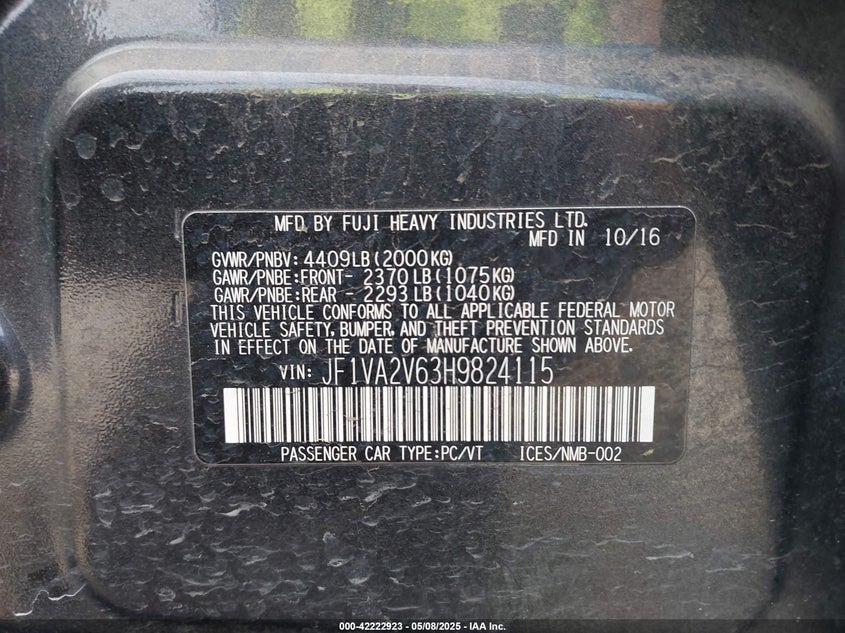 MFD BY FUJI HEAVY INDUSTRIES LTD.
MFD IN 10/16
GVWR/PNBV: 4409LB(2000KG)
GAWR/PNBE:FRONT- 2370LB(1075KG)
GAWR/PNBE:REAR - 2293LB(1040KG)
THIS VEHICLE CONFORMS TO ALL APPLICABLE FEDERAL MOTOR
VEHICLE SAFETY, BUMPER, AND THEFT PREVENTION STANDARDS
IN EFFECT ON THE DATE OF MANUFACTURE SHOWN ABOVE.
VIN: JF1VA2V63H9824115
PASSENGER CAR TYPE:PC/VT ICES/NMB-002
000-42222923 - 05/08/2025 - IAA Inc.